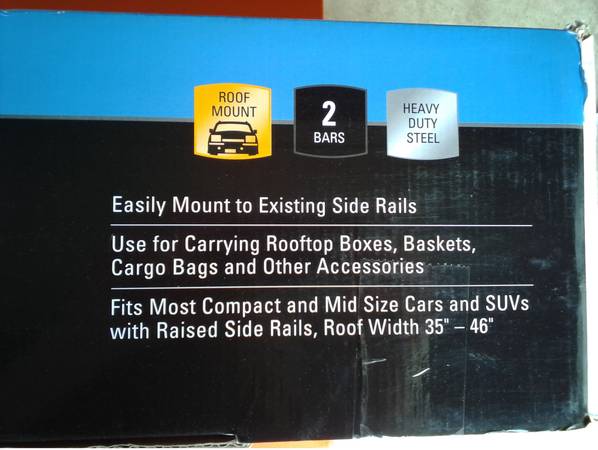 ROOF
MOUNT
2
BARS
HEAVY
DUTY
STEEL
Easily Mount to Existing Side Rails
Use for Carrying Rooftop Boxes, Baskets,
Cargo Bags and Other Accessories
Fits Most Compact and Mid Size Cars and SUVs
with Raised Side Rails, Roof Width 35" – 46"